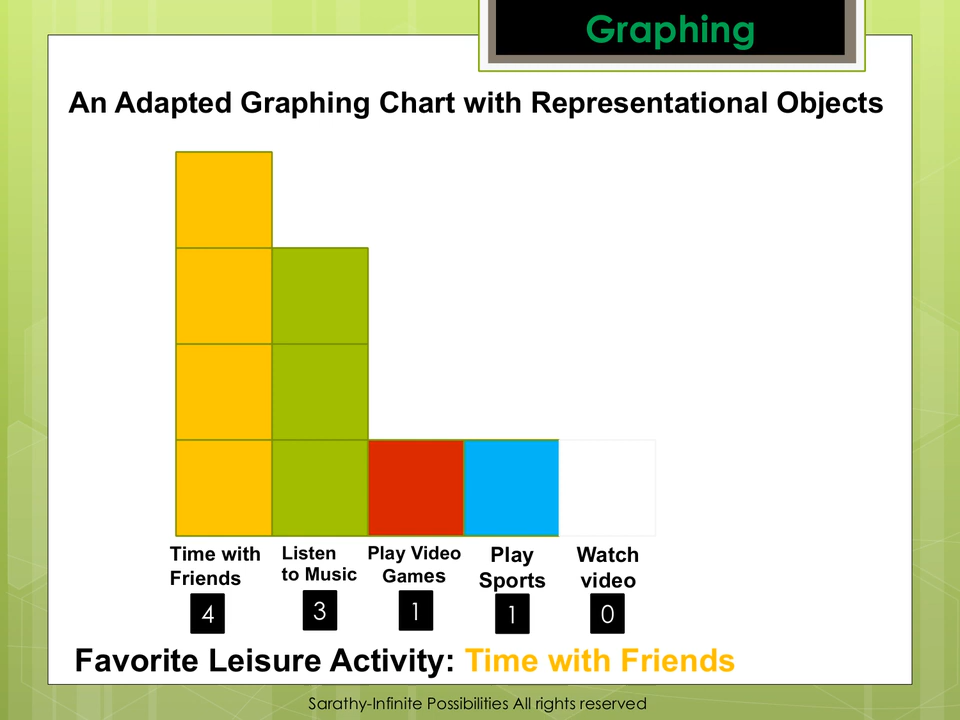 Graphing
An Adapted Graphing Chart with Representational Objects
Time with
Friends
Listen
to Music
Play Video
Games
Play
Sports
Watch
video
4
3
1
1
0
Favorite Leisure Activity: Time with Friends
Sarathy-Infinite Possibilities All rights reserved